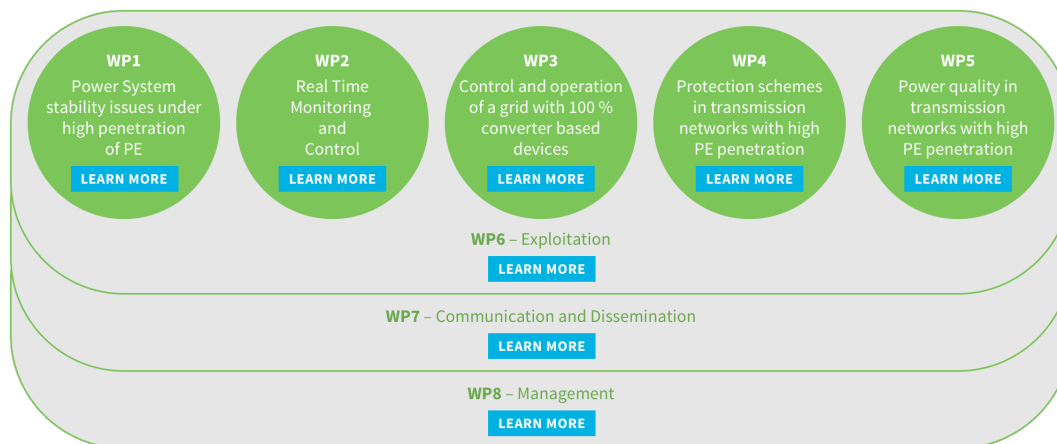 WP1
Power System
stability issues under
high penetration
of PE
LEARN MORE
WP2
Real Time
Monitoring
and
Control
LEARN MORE
WP3
Control and operation
of a grid with 100 %
converter based
devices
LEARN MORE
WP4
Protection schemes
in transmission
networks with high
PE penetration
LEARN MORE
WP5
Power quality in
transmission
networks with high
PE penetration
LEARN MORE
WP6 – Exploitation
LEARN MORE
WP7 – Communication and Dissemination
LEARN MORE
WP8 – Management
LEARN MORE